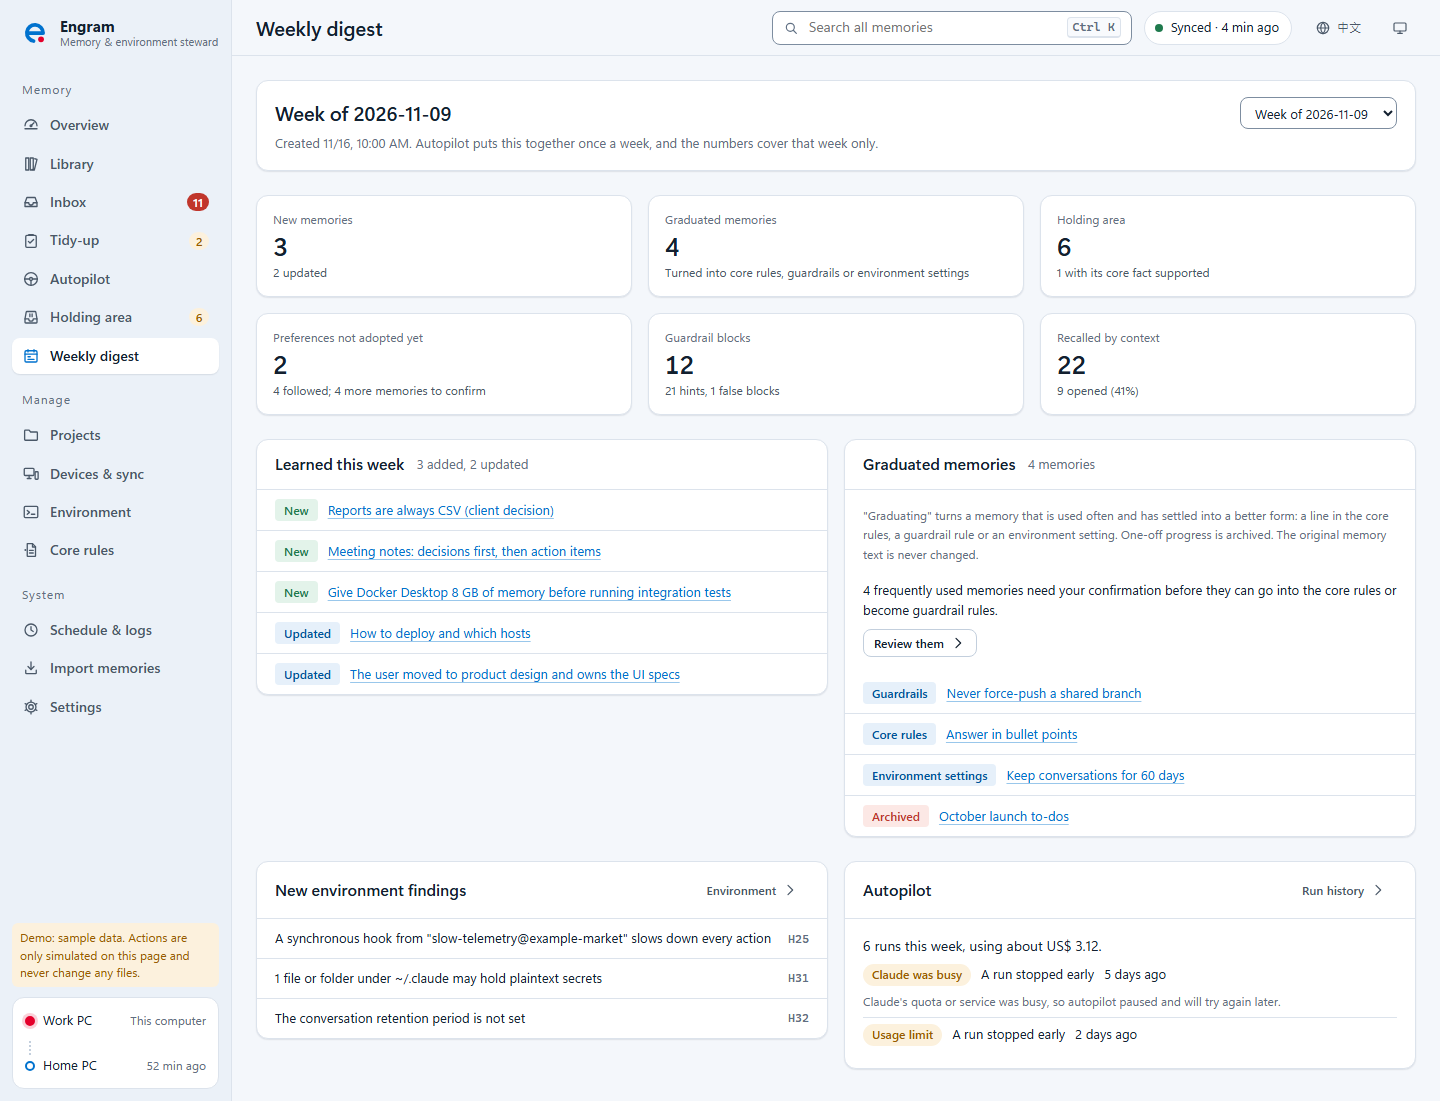 Engram
Memory & environment steward
Memory
Overview
Library
Inbox 11
Tidy-up 2
Autopilot
Holding area 6
Weekly digest
Manage
Projects
Devices & sync
Environment
Core rules
System
Schedule & logs
Import memories
Settings
Demo: sample data. Actions are
only simulated on this page and
never change any files.
Work PC This computer
Home PC 52 min ago
Weekly digest
Search all memories Ctrl K
Synced · 4 min ago
中文
Week of 2026-11-09
Week of 2026-11-09
Created 11/16, 10:00 AM. Autopilot puts this together once a week, and the numbers cover that week only.
New memories
3
2 updated
Graduated memories
4
Turned into core rules, guardrails or environment settings
Holding area
6
1 with its core fact supported
Preferences not adopted yet
2
4 followed; 4 more memories to confirm
Guardrail blocks
12
21 hints, 1 false blocks
Recalled by context
22
9 opened (41%)
Learned this week 3 added, 2 updated
New Reports are always CSV (client decision)
New Meeting notes: decisions first, then action items
New Give Docker Desktop 8 GB of memory before running integration tests
Updated How to deploy and which hosts
Updated The user moved to product design and owns the UI specs
Graduated memories 4 memories
"Graduating" turns a memory that is used often and has settled into a better form: a line in the core
rules, a guardrail rule or an environment setting. One-off progress is archived. The original memory
text is never changed.
4 frequently used memories need your confirmation before they can go into the core rules or
become guardrail rules.
Review them
Guardrails Never force-push a shared branch
Core rules Answer in bullet points
Environment settings Keep conversations for 60 days
Archived October launch to-dos
New environment findings Environment
A synchronous hook from "slow-telemetry@example-market" slows down every action H25
1 file or folder under ~/.claude may hold plaintext secrets H31
The conversation retention period is not set H32
Autopilot Run history
6 runs this week, using about US$ 3.12.
Claude was busy A run stopped early 5 days ago
Claude's quota or service was busy, so autopilot paused and will try again later.
Usage limit A run stopped early 2 days ago